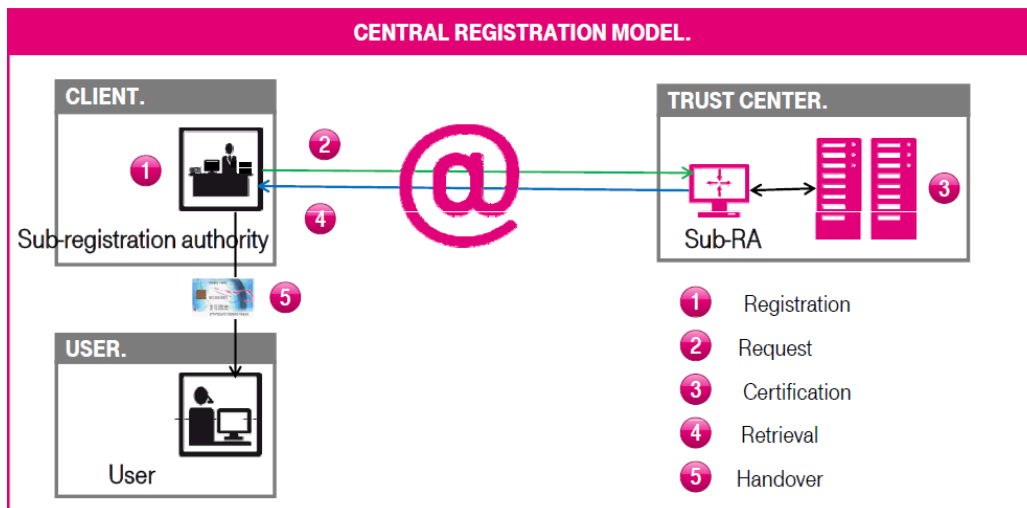 CENTRAL REGISTRATION MODEL.
CLIENT.
1
2
4
Sub-registration authority
@
TRUST CENTER.
3
Sub-RA
5
USER.
User
1 Registration
2 Request
3 Certification
4 Retrieval
5 Handover